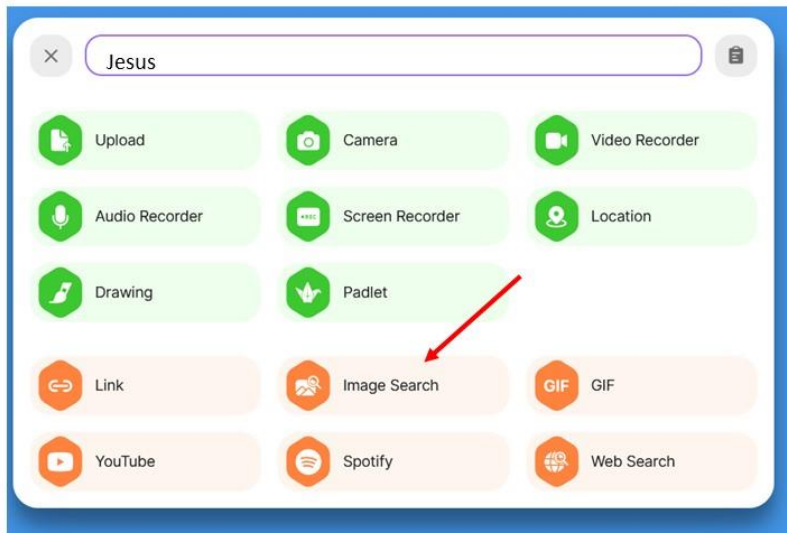 Jesus
Upload
Camera
Video Recorder
Audio Recorder
REC
Screen Recorder
Location
Drawing
Padlet
Link
Image Search
GIF
GIF
YouTube
Spotify
Web Search